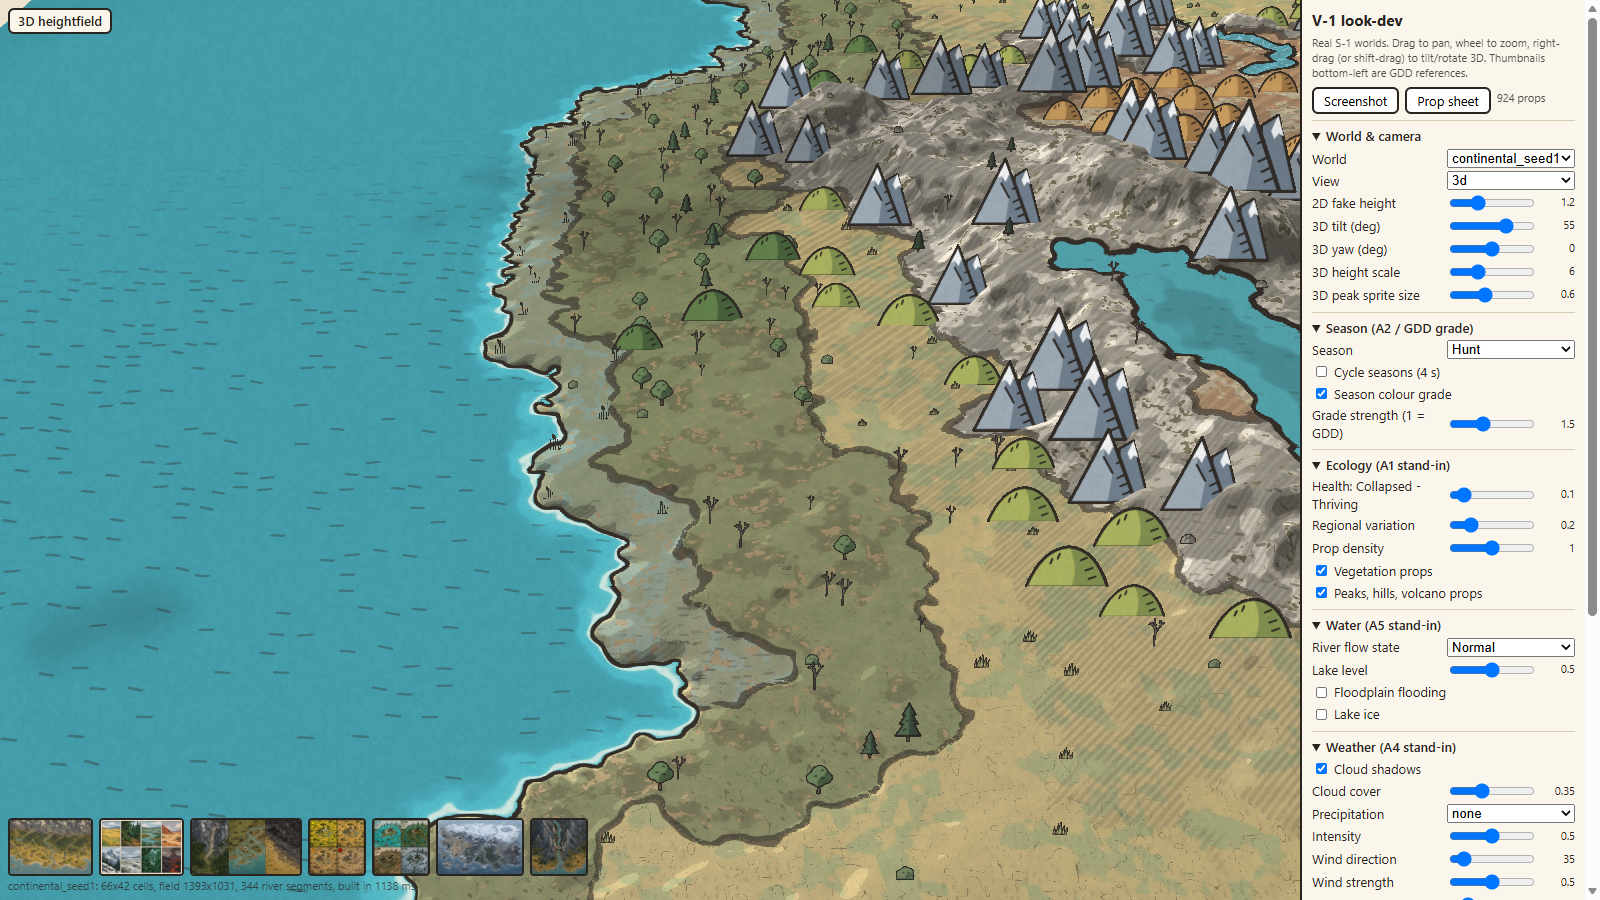 3D heightfield
V-1 look-dev
Real S-1 worlds. Drag to pan, wheel to zoom, right-
drag (or shift-drag) to tilt/rotate 3D. Thumbnails
bottom-left are GDD references.
Screenshot
Prop sheet
924 props
▼ World & camera
World continental_seed1
View 3d
2D fake height 1.2
3D tilt (deg) 55
3D yaw (deg) 0
3D height scale 6
3D peak sprite size 0.6
▼ Season (A2 / GDD grade)
Season Hunt
Cycle seasons (4 s)
Season colour grade
Grade strength (1 =
GDD) 1.5
▼ Ecology (A1 stand-in)
Health: Collapsed -
Thriving 0.1
Regional variation 0.2
Prop density 1
Vegetation props
Peaks, hills, volcano props
▼ Water (A5 stand-in)
River flow state Normal
Lake level 0.5
Floodplain flooding
Lake ice
▼ Weather (A4 stand-in)
Cloud shadows
Cloud cover 0.35
Precipitation none
Intensity 0.5
Wind direction 35
Wind strength 0.5
continental_seed1: 66x42 cells, field 1393x1031, 344 river segments, built in 1138 ms